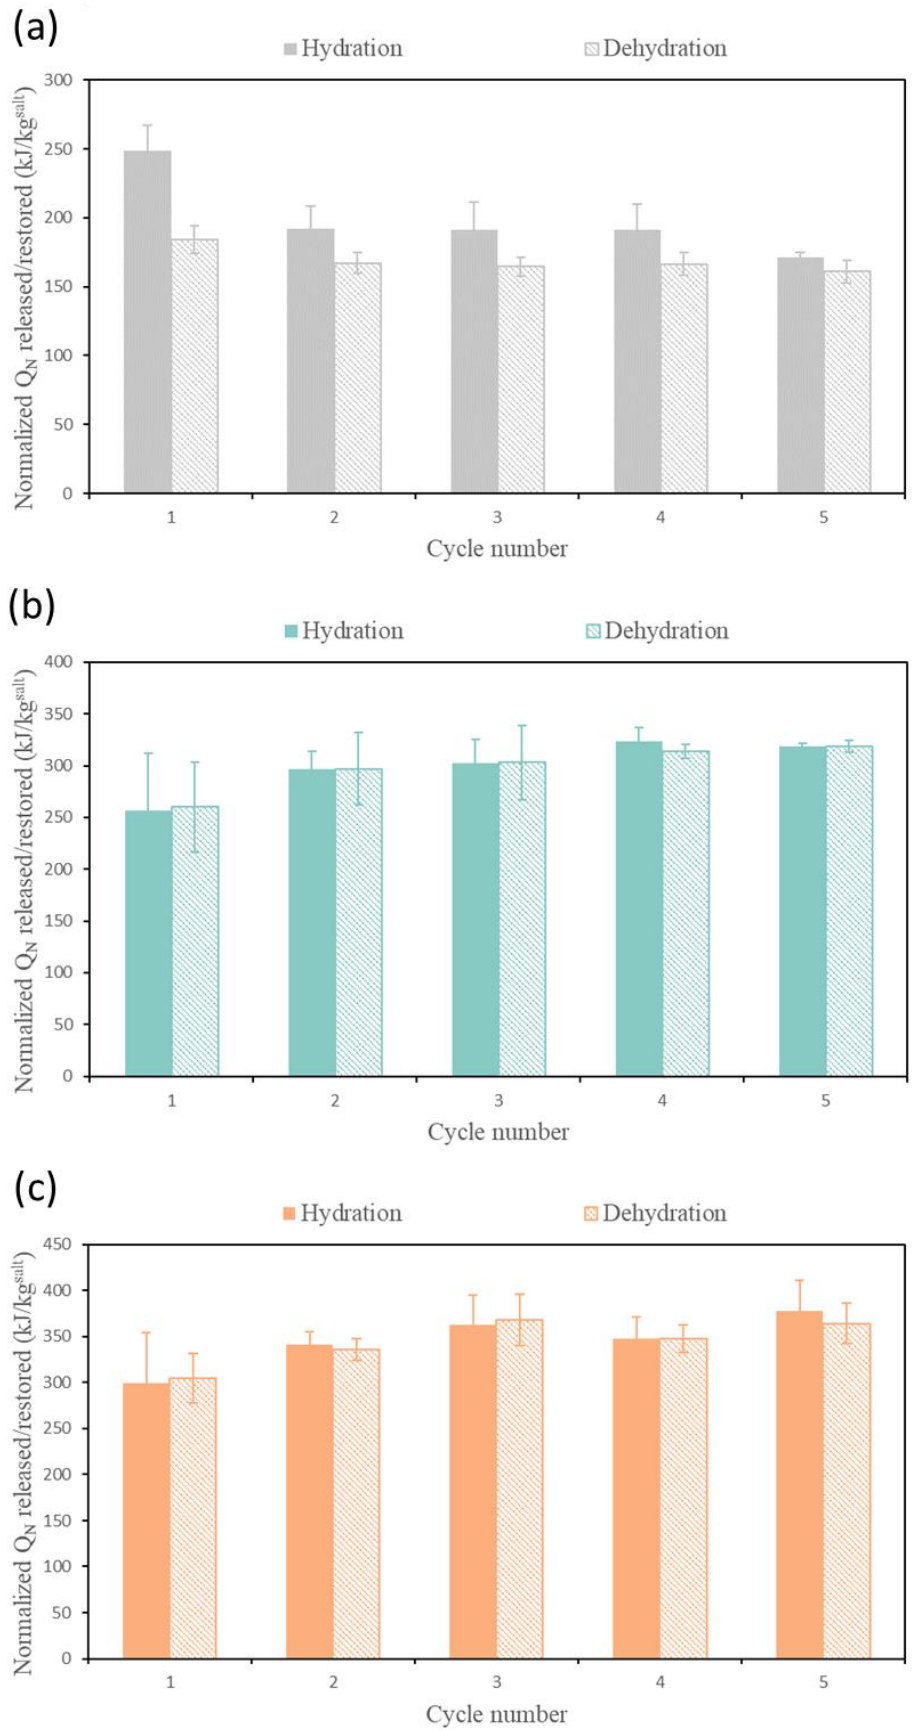 (a)
Hydration Dehydration
Normalized QN released/restored (kJ/kgsalt)
300
250
200
150
100
50
0
1 2 3 4 5
Cycle number
(b)
Hydration Dehydration
Normalized QN released/restored (kJ/kgsalt)
400
350
300
250
200
150
100
50
0
1 2 3 4 5
Cycle number
(c)
Hydration Dehydration
Normalized QN released/restored (kJ/kgsalt)
450
400
350
300
250
200
150
100
50
0
1 2 3 4 5
Cycle number